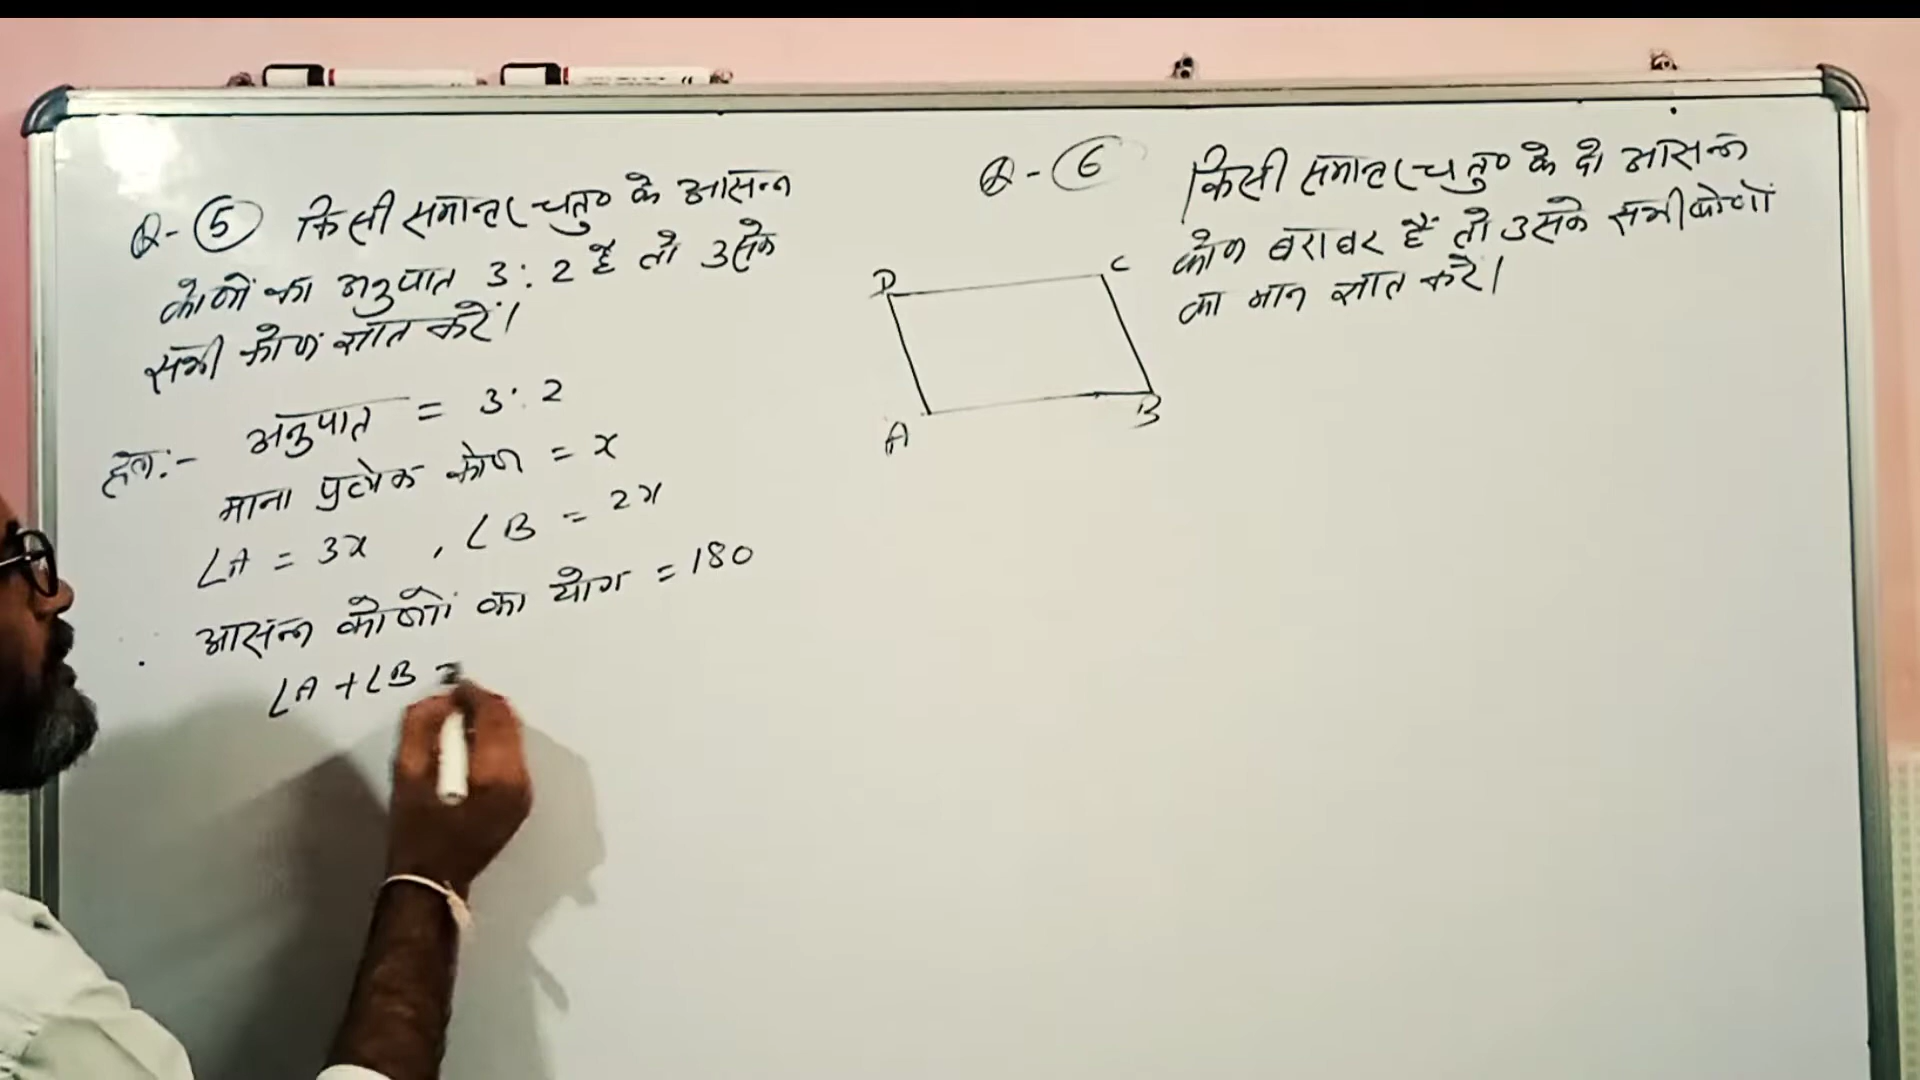 Q-⑤ किसी समान्तर चतु० के आसन्न
कोणों का अनुपात 3:2 है तो उसके
सभी कोण ज्ञात करें।
हल:- अनुपात = 3:2
माना प्रत्येक कोण = x
∠A = 3x , ∠B = 2x
∴ आसन्न कोणों का योग = 180
∠A + ∠B =
D C
A B
Q-⑥ किसी समान्तर चतु० के दो आसन्न
कोण बराबर हैं तो उसके सभी कोणों
का मान ज्ञात करें।